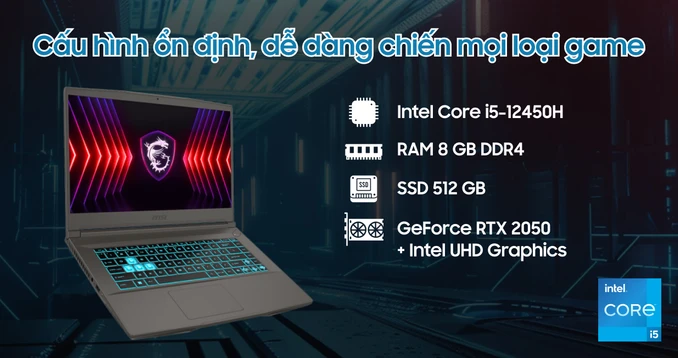 Cấu hình ổn định, dễ dàng chiến mọi loại game
Intel Core i5-12450H
RAM 8 GB DDR4
SSD
SSD 512 GB
GeForce RTX 2050
+ Intel UHD Graphics
intel.
CORE
i5